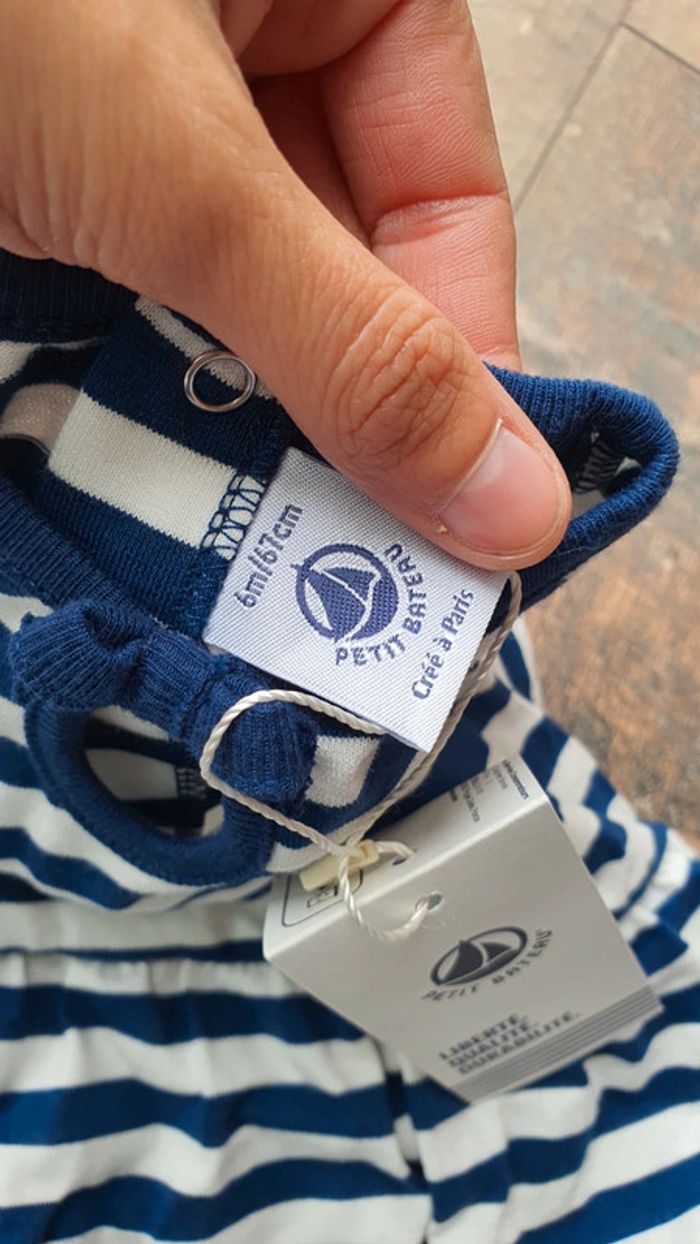 6m/67cm
PETIT BATEAU
Créé à Paris
PETIT BATEAU
LIBERTÉ
QUALITÉ
DURABILITÉ.